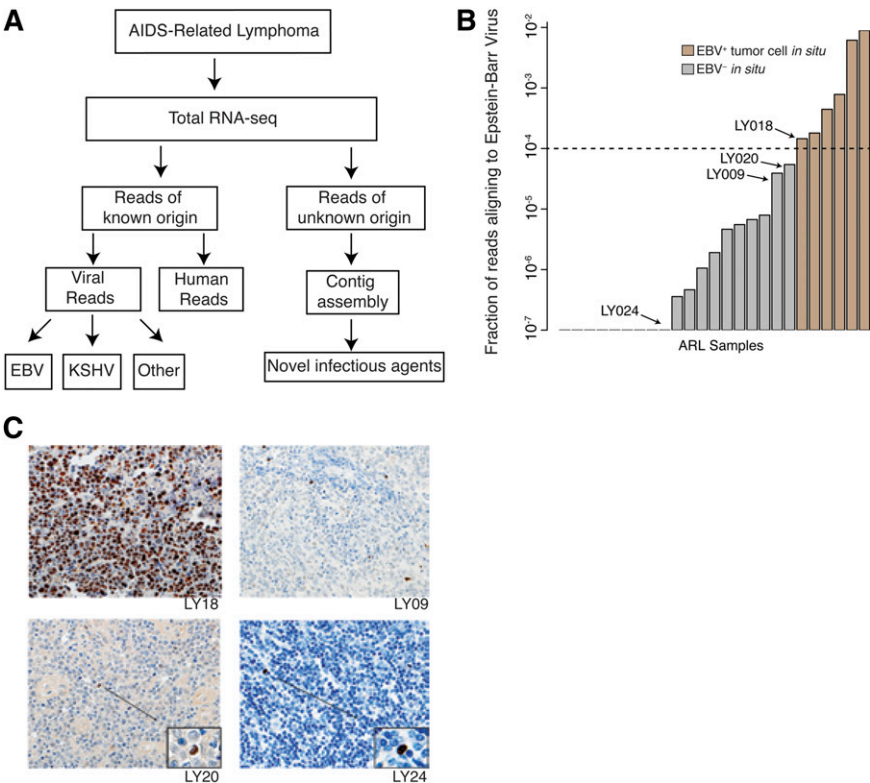 A
AIDS-Related Lymphoma
Total RNA-seq
Reads of
known origin
Reads of
unknown origin
Viral
Reads
Human
Reads
Contig
assembly
EBV
KSHV
Other
Novel infectious agents
B
Fraction of reads aligning to Epstein-Barr Virus
10-2
10-3
10-4
10-5
10-6
10-7
EBV+ tumor cell in situ
EBV- in situ
LY018
LY020
LY009
LY024
ARL Samples
C
LY18
LY09
LY20
LY24